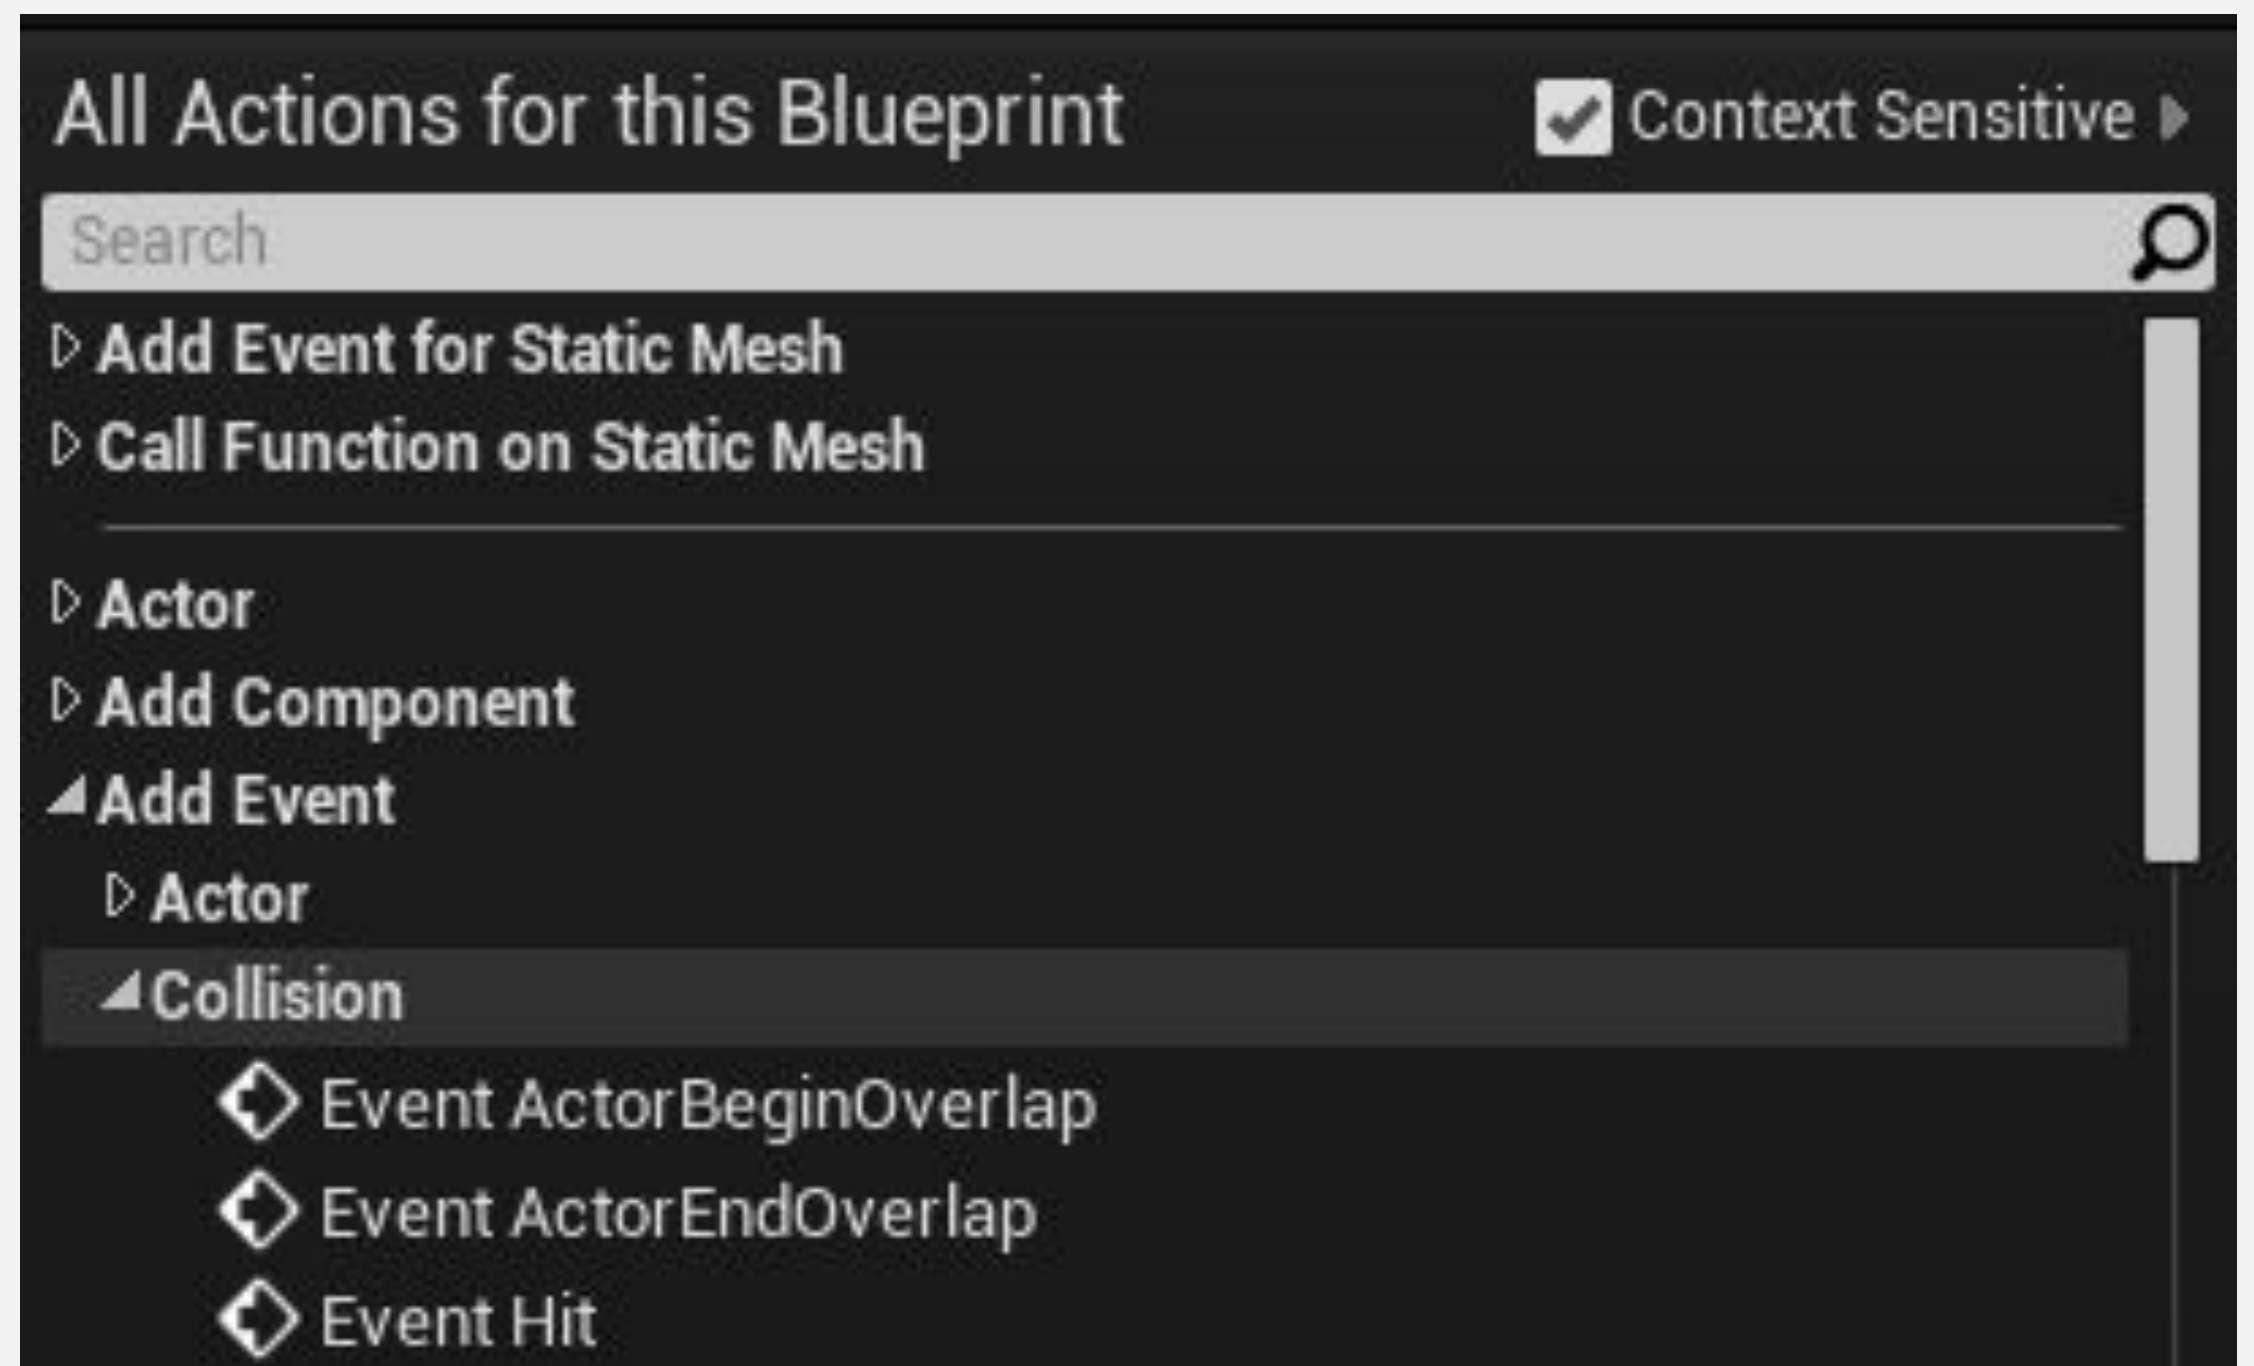 All Actions for this Blueprint Context Sensitive
Search
Add Event for Static Mesh
Call Function on Static Mesh
Actor
Add Component
Add Event
Actor
Collision
Event ActorBeginOverlap
Event ActorEndOverlap
Event Hit